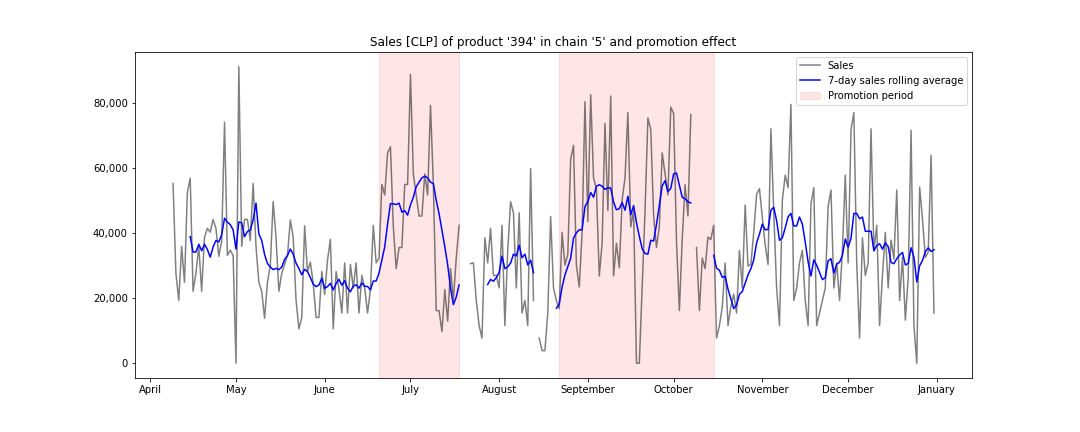 Sales [CLP] of product '394' in chain '5' and promotion effect
Sales
7-day sales rolling average
Promotion period
80,000
60,000
40,000
20,000
0
April May June July August September October November December January